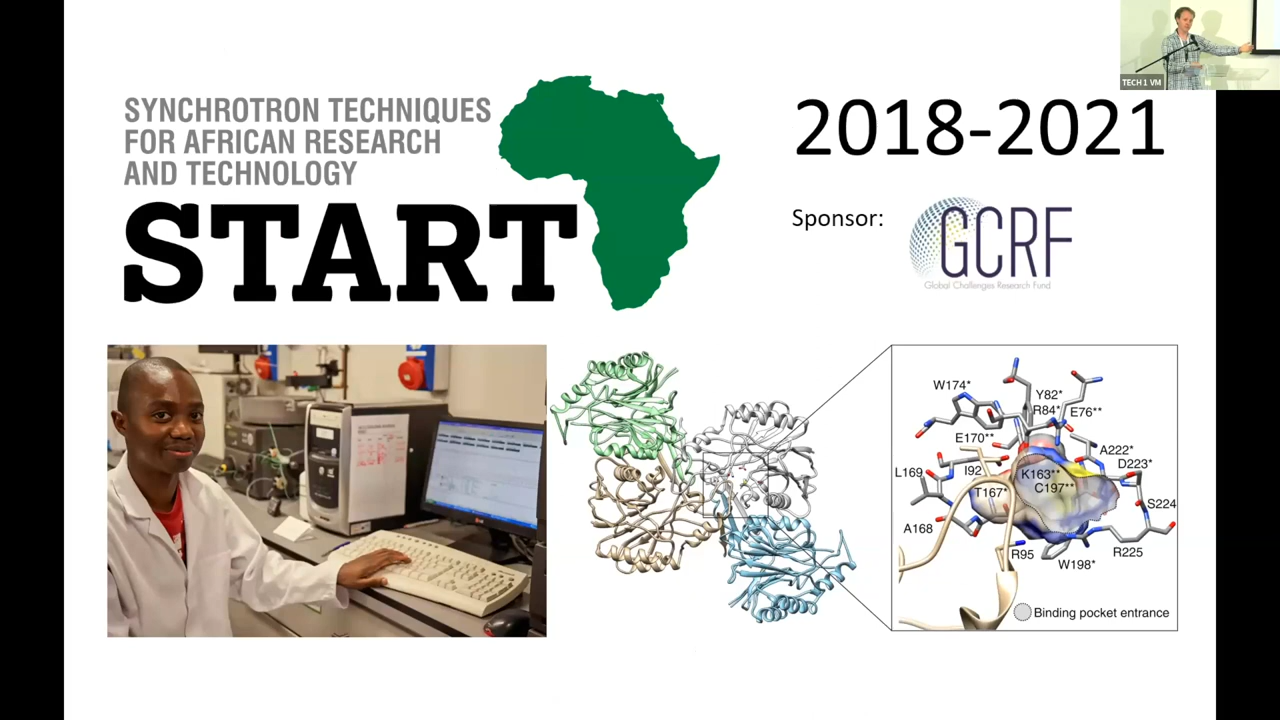 TECH 1 VM
SYNCHROTRON TECHNIQUES
FOR AFRICAN RESEARCH
AND TECHNOLOGY
START
2018-2021
Sponsor:
GCRF
Global Challenges Research Fund
W174*
Y82*
R84*
E76**
E170**
A222*
L169
I92
K163**
D223*
T167*
C197**
S224
A168
R95
W198*
R225
Binding pocket entrance